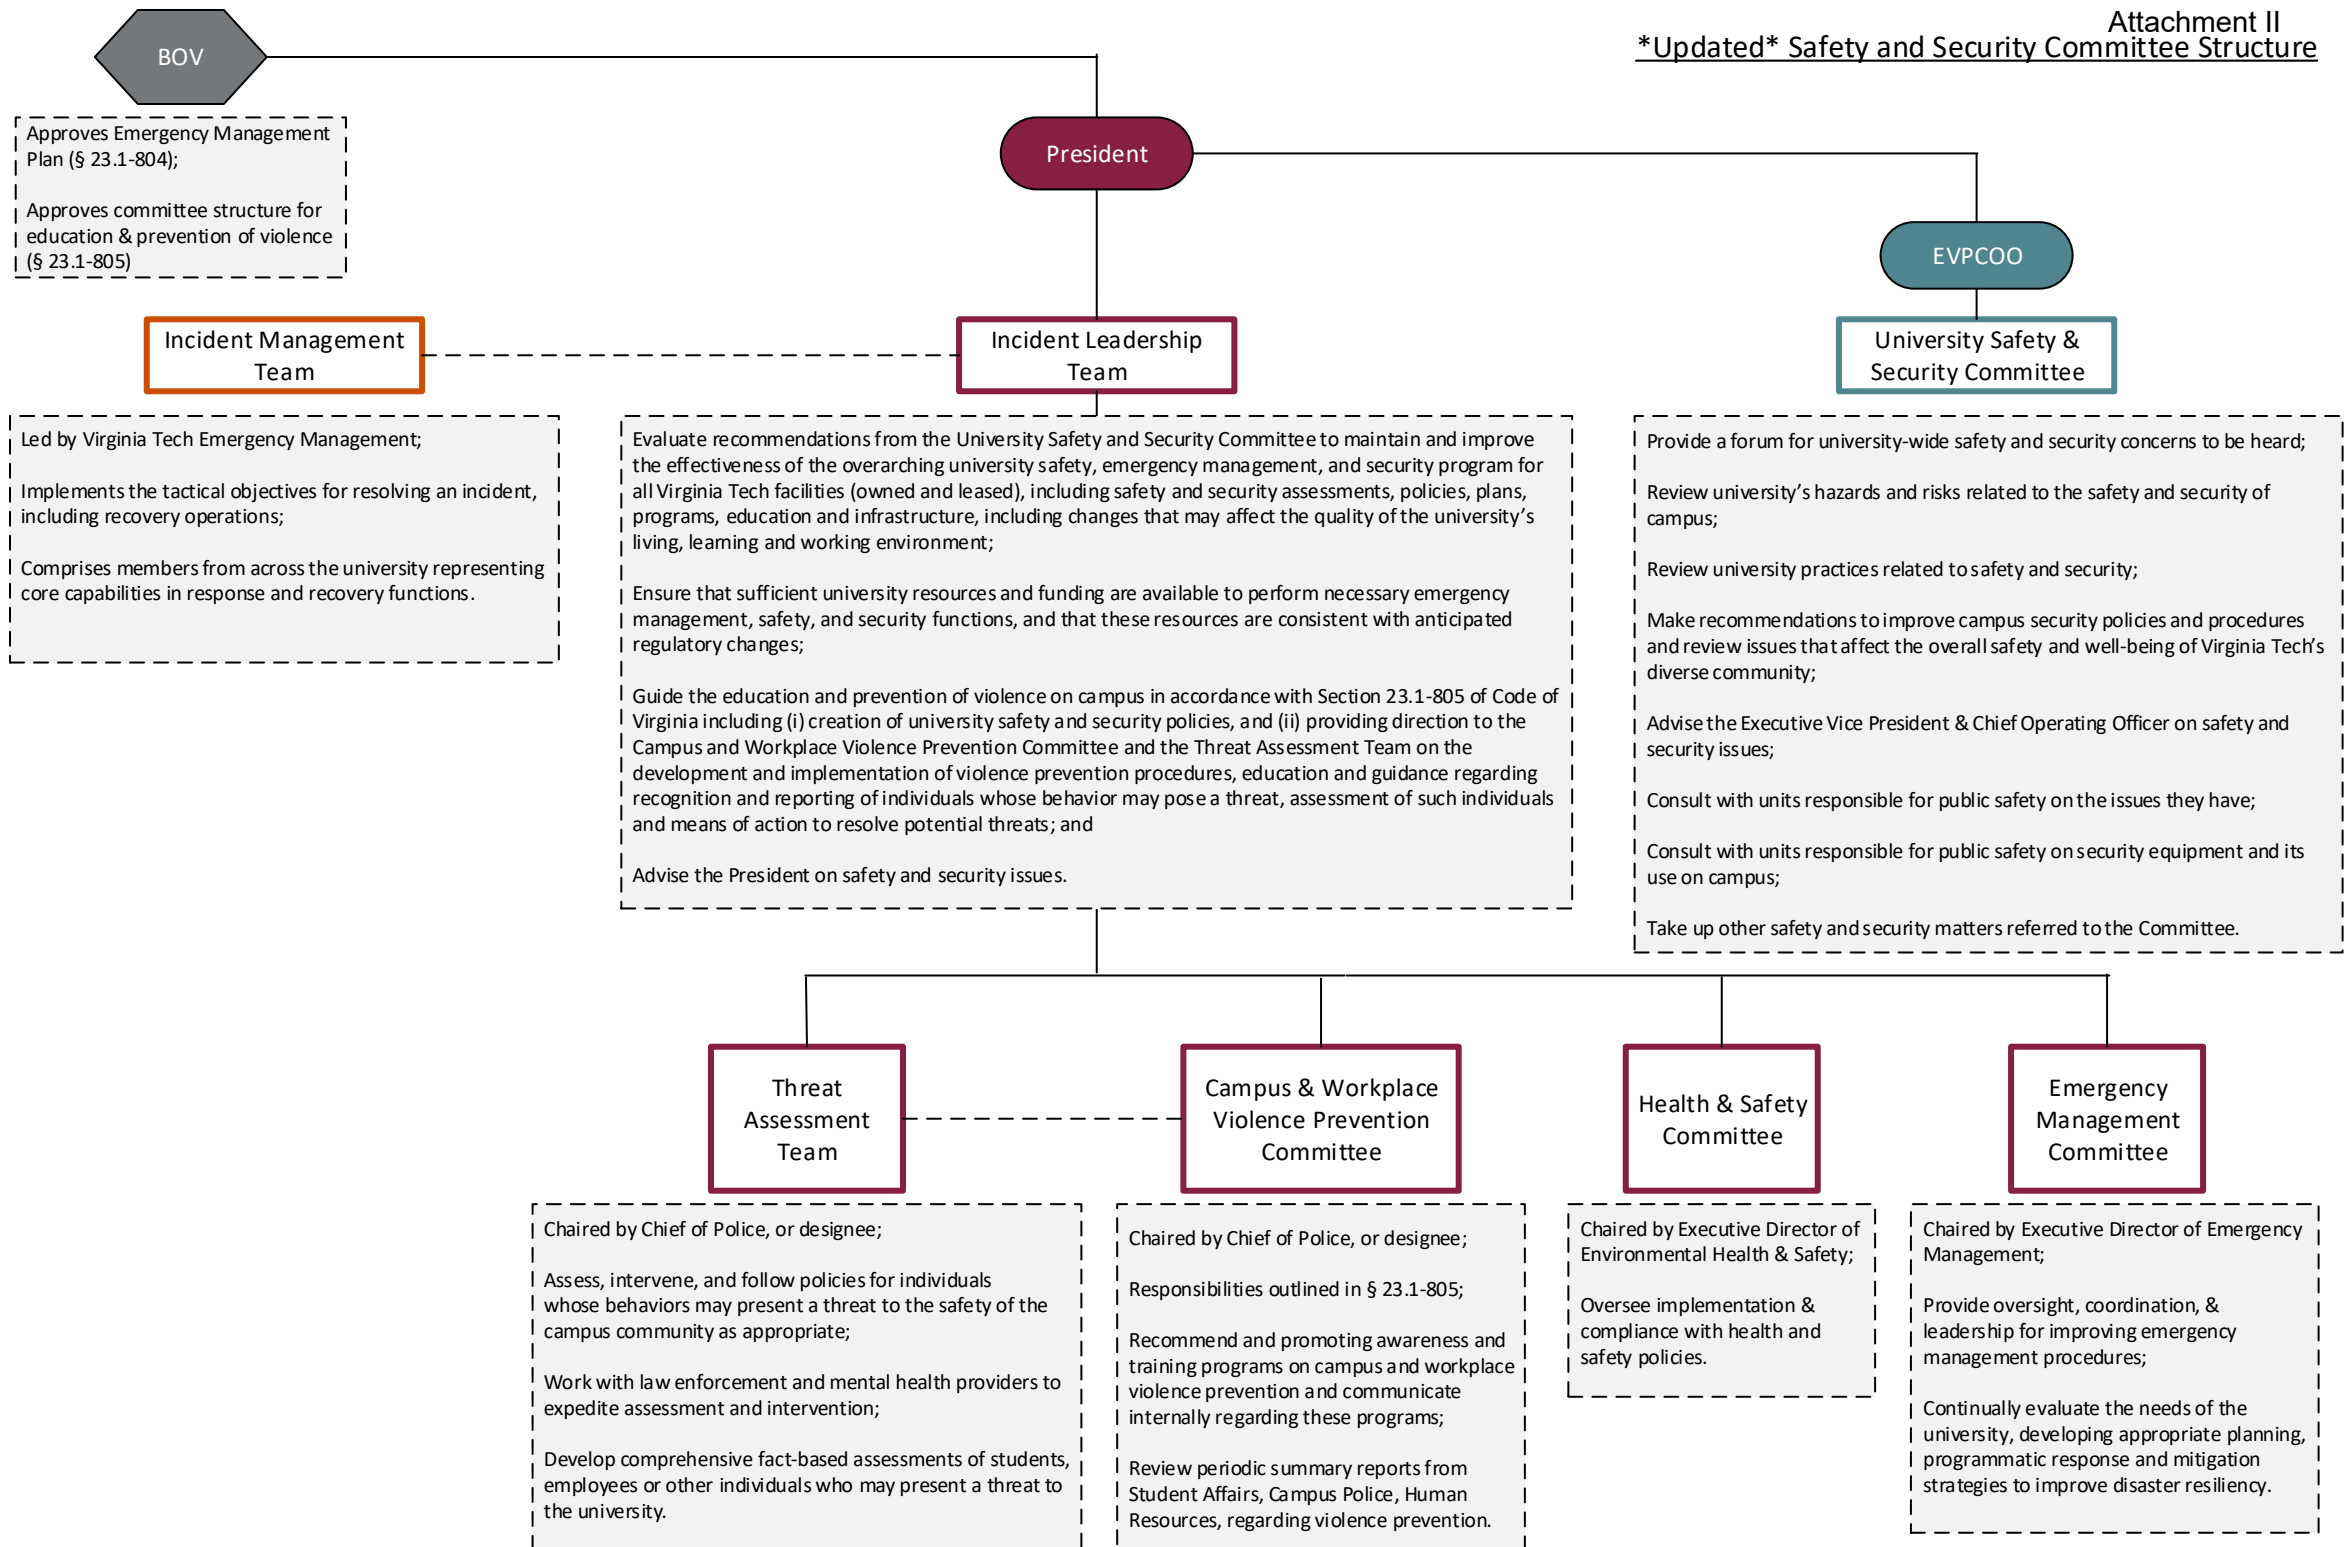 Attachment II
*Updated* Safety and Security Committee Structure
BOV
Approves Emergency Management
Plan (§ 23.1-804);
Approves committee structure for
education & prevention of violence
(§ 23.1-805)
President
EVPCOO
Incident Management
Team
Incident Leadership
Team
University Safety &
Security Committee
Led by Virginia Tech Emergency Management;
Implements the tactical objectives for resolving an incident,
including recovery operations;
Comprises members from across the university representing
core capabilities in response and recovery functions.
Evaluate recommendations from the University Safety and Security Committee to maintain and improve
the effectiveness of the overarching university safety, emergency management, and security program for
all Virginia Tech facilities (owned and leased), including safety and security assessments, policies, plans,
programs, education and infrastructure, including changes that may affect the quality of the university’s
living, learning and working environment;
Ensure that sufficient university resources and funding are available to perform necessary emergency
management, safety, and security functions, and that these resources are consistent with anticipated
regulatory changes;
Guide the education and prevention of violence on campus in accordance with Section 23.1-805 of Code of
Virginia including (i) creation of university safety and security policies, and (ii) providing direction to the
Campus and Workplace Violence Prevention Committee and the Threat Assessment Team on the
development and implementation of violence prevention procedures, education and guidance regarding
recognition and reporting of individuals whose behavior may pose a threat, assessment of such individuals
and means of action to resolve potential threats; and
Advise the President on safety and security issues.
Provide a forum for university-wide safety and security concerns to be heard;
Review university’s hazards and risks related to the safety and security of
campus;
Review university practices related to safety and security;
Make recommendations to improve campus security policies and procedures
and review issues that affect the overall safety and well-being of Virginia Tech’s
diverse community;
Advise the Executive Vice President & Chief Operating Officer on safety and
security issues;
Consult with units responsible for public safety on the issues they have;
Consult with units responsible for public safety on security equipment and its
use on campus;
Take up other safety and security matters referred to the Committee.
Threat
Assessment
Team
Campus & Workplace
Violence Prevention
Committee
Health & Safety
Committee
Emergency
Management
Committee
Chaired by Chief of Police, or designee;
Assess, intervene, and follow policies for individuals
whose behaviors may present a threat to the safety of the
campus community as appropriate;
Work with law enforcement and mental health providers to
expedite assessment and intervention;
Develop comprehensive fact-based assessments of students,
employees or other individuals who may present a threat to
the university.
Chaired by Chief of Police, or designee;
Responsibilities outlined in § 23.1-805;
Recommend and promoting awareness and
training programs on campus and workplace
violence prevention and communicate
internally regarding these programs;
Review periodic summary reports from
Student Affairs, Campus Police, Human
Resources, regarding violence prevention.
Chaired by Executive Director of
Environmental Health & Safety;
Oversee implementation &
compliance with health and
safety policies.
Chaired by Executive Director of Emergency
Management;
Provide oversight, coordination, &
leadership for improving emergency
management procedures;
Continually evaluate the needs of the
university, developing appropriate planning,
programmatic response and mitigation
strategies to improve disaster resiliency.